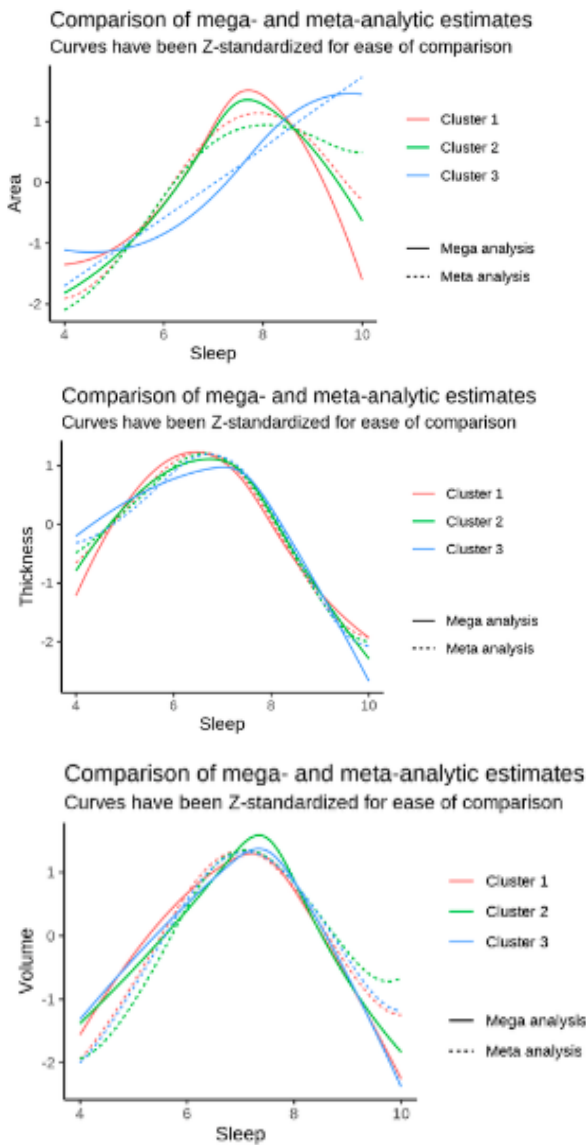 Comparison of mega- and meta-analytic estimates
Curves have been Z-standardized for ease of comparison
Area
1
0
-1
-2
4
6
8
10
Sleep
Cluster 1
Cluster 2
Cluster 3
Mega analysis
Meta analysis
Comparison of mega- and meta-analytic estimates
Curves have been Z-standardized for ease of comparison
Thickness
1
0
-1
-2
4
6
8
10
Sleep
Cluster 1
Cluster 2
Cluster 3
Mega analysis
Meta analysis
Comparison of mega- and meta-analytic estimates
Curves have been Z-standardized for ease of comparison
Volume
1
0
-1
-2
4
6
8
10
Sleep
Cluster 1
Cluster 2
Cluster 3
Mega analysis
Meta analysis